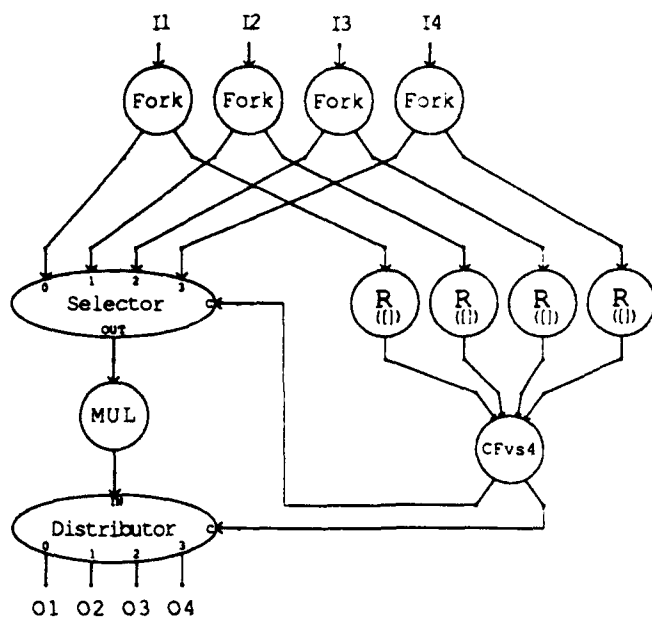 I1 I2 I3 I4
Fork Fork Fork Fork
0 1 2 3
Selector C
OUT
R R R R
(([]) (([]) (([]) (([])
MUL
CFvs4
IN
Distributor C
0 1 2 3
O1 O2 O3 O4